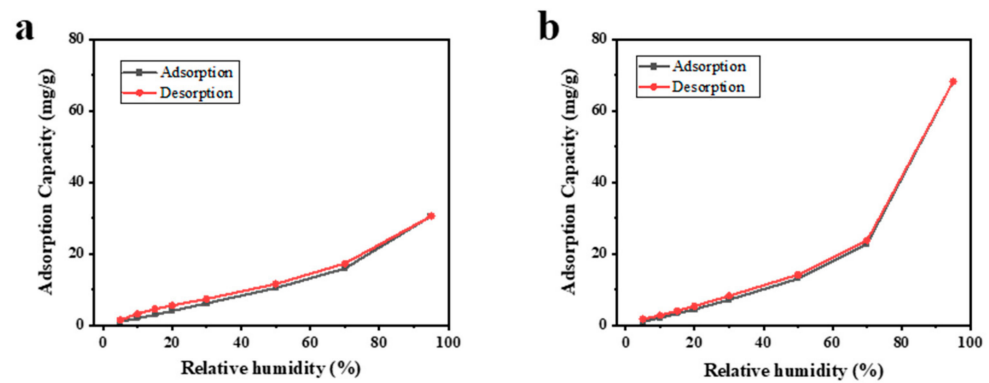 a
80
60
40
20
0
Adsorption Capacity (mg/g)
Adsorption
Desorption
0 20 40 60 80 100
Relative humidity (%)
b
80
60
40
20
0
Adsorption Capacity (mg/g)
Adsorption
Desorption
0 20 40 60 80 100
Relative humidity (%)